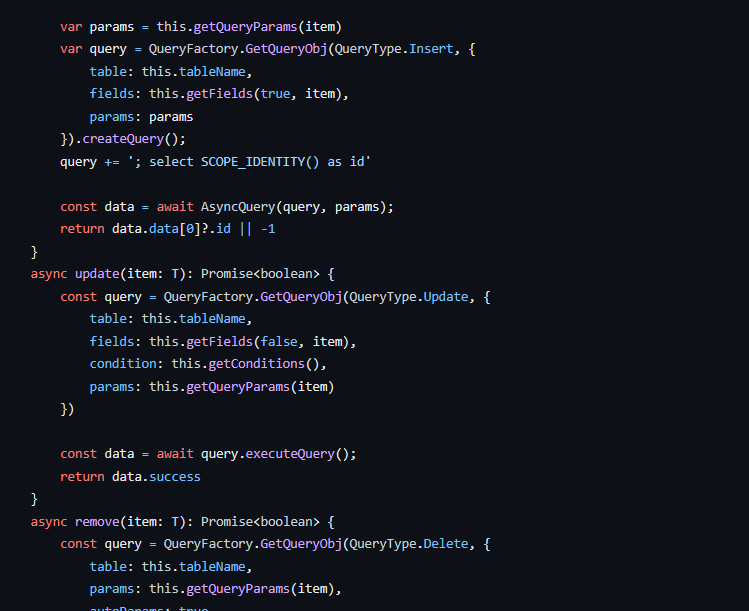 var params = this.getQueryParams(item)
var query = QueryFactory.GetQueryObj(QueryType.Insert, {
table: this.tableName,
fields: this.getFields(true, item),
params: params
}).createQuery();
query += '; select SCOPE_IDENTITY() as id'
const data = await AsyncQuery(query, params);
return data.data[0]?.id || -1
}
async update(item: T): Promise<boolean> {
const query = QueryFactory.GetQueryObj(QueryType.Update, {
table: this.tableName,
fields: this.getFields(false, item),
condition: this.getConditions(),
params: this.getQueryParams(item)
})
const data = await query.executeQuery();
return data.success
}
async remove(item: T): Promise<boolean> {
const query = QueryFactory.GetQueryObj(QueryType.Delete, {
table: this.tableName,
params: this.getQueryParams(item),
autoParams: true